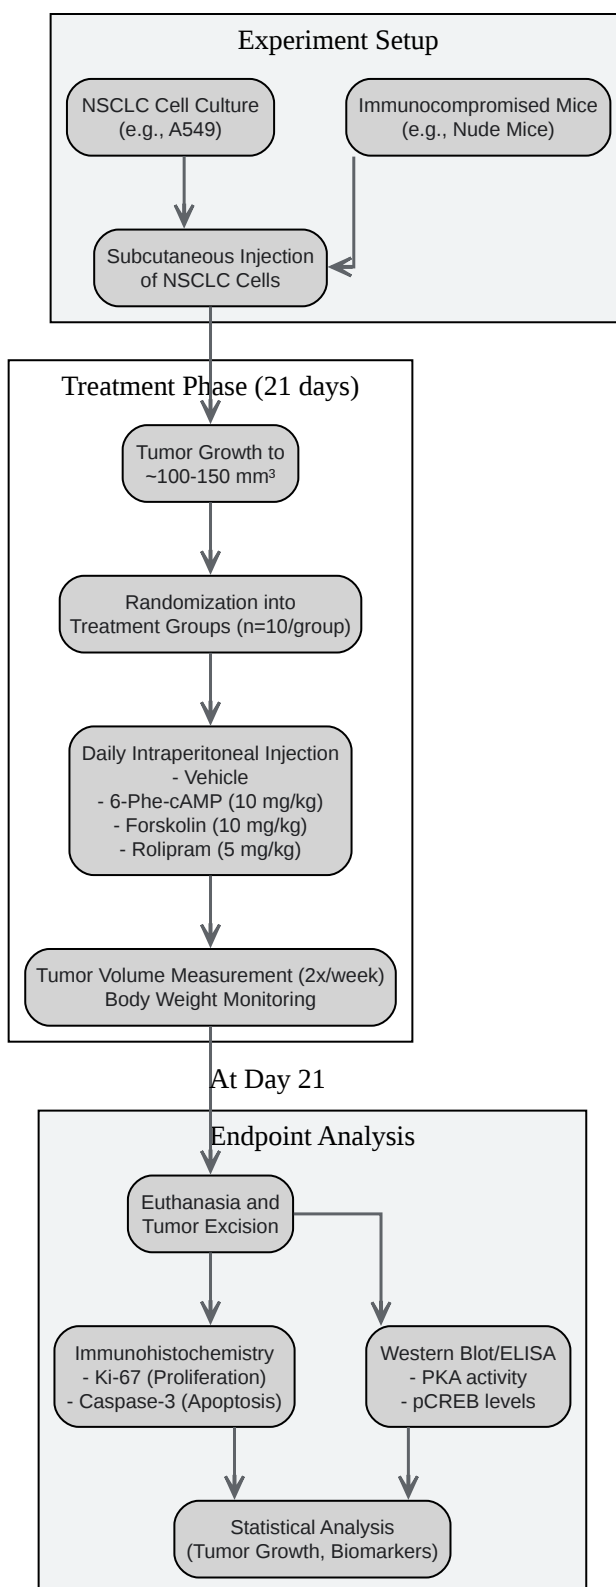 Experiment Setup
NSCLC Cell Culture
(e.g., A549)
Immunocompromised Mice
(e.g., Nude Mice)
Subcutaneous Injection
of NSCLC Cells
Treatment Phase (21 days)
Tumor Growth to
~100-150 mm³
Randomization into
Treatment Groups (n=10/group)
Daily Intraperitoneal Injection
- Vehicle
- 6-Phe-cAMP (10 mg/kg)
- Forskolin (10 mg/kg)
- Rolipram (5 mg/kg)
Tumor Volume Measurement (2x/week)
Body Weight Monitoring
At Day 21
Endpoint Analysis
Euthanasia and
Tumor Excision
Immunohistochemistry
- Ki-67 (Proliferation)
- Caspase-3 (Apoptosis)
Western Blot/ELISA
- PKA activity
- pCREB levels
Statistical Analysis
(Tumor Growth, Biomarkers)